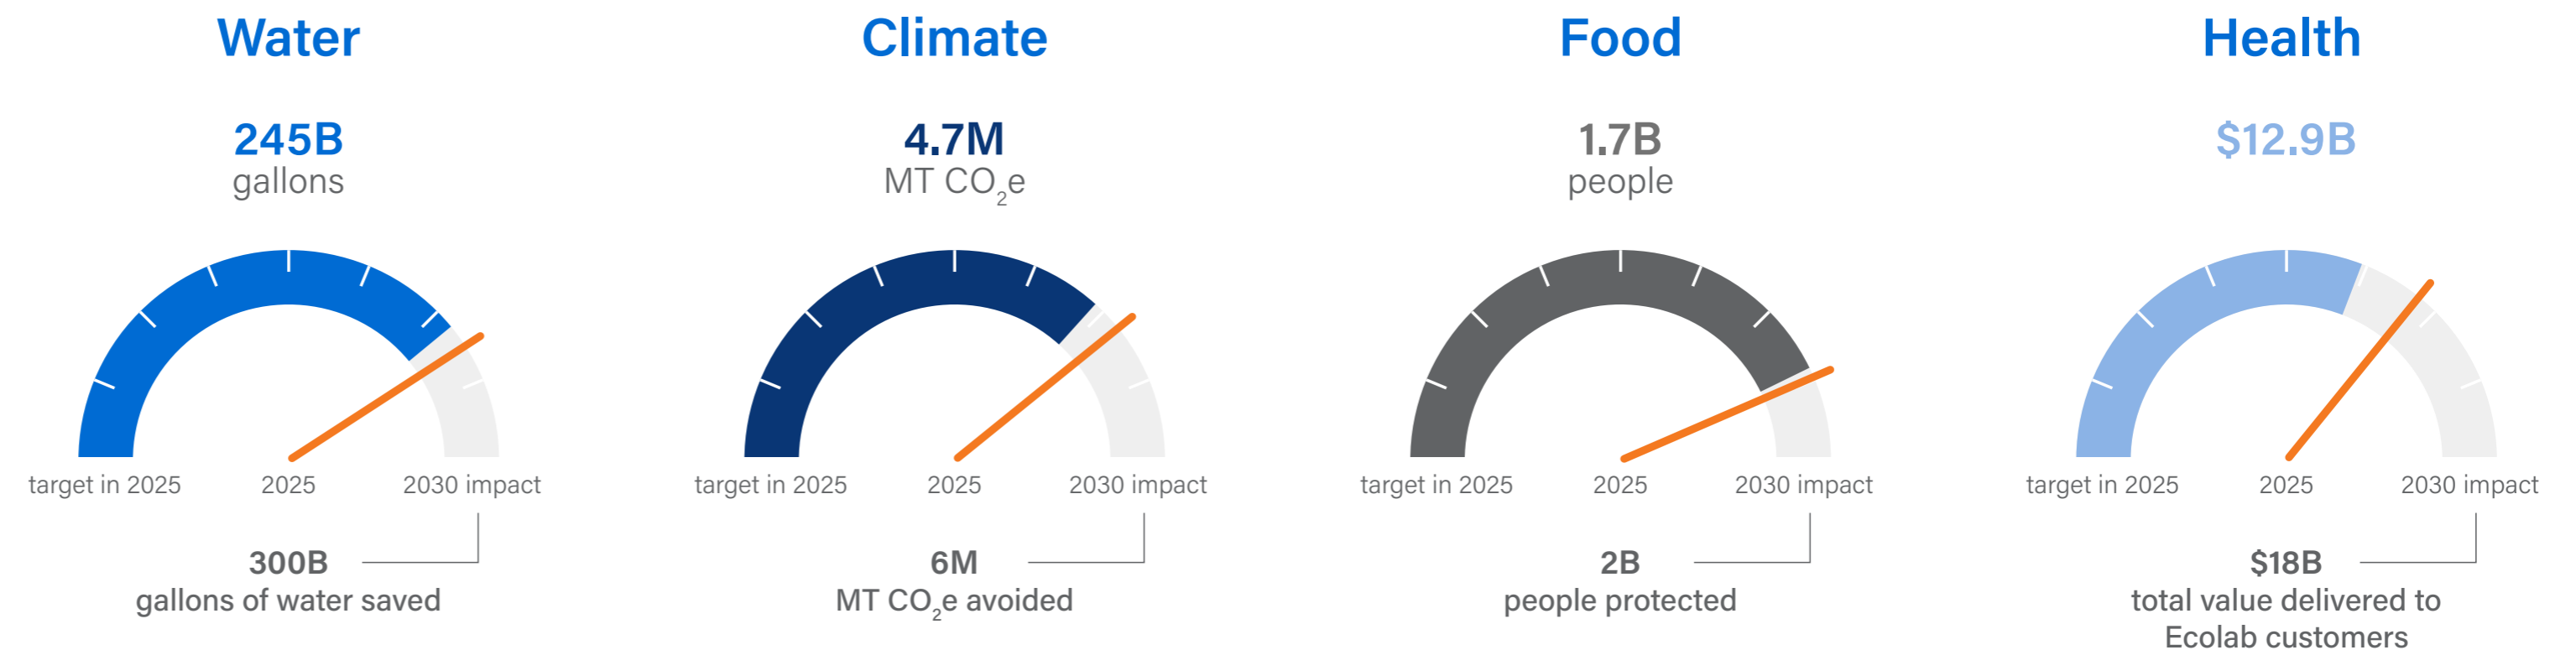 Water
245B
gallons
target in 2025
2025
2030 impact
300B
gallons of water saved
Climate
4.7M
MT CO₂e
target in 2025
2025
2030 impact
6M
MT CO₂e avoided
Food
1.7B
people
target in 2025
2025
2030 impact
2B
people protected
Health
$12.9B
target in 2025
2025
2030 impact
$18B
total value delivered to
Ecolab customers